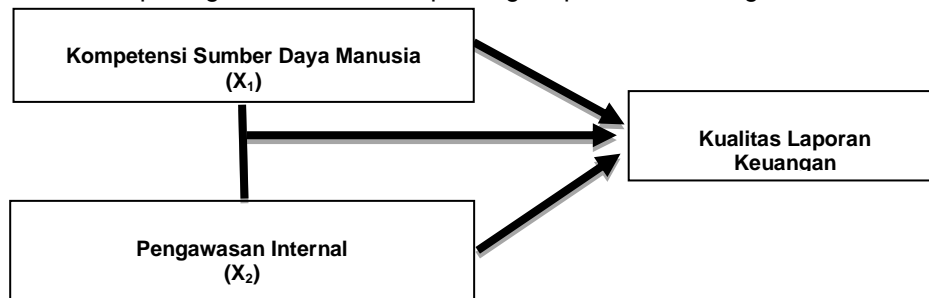 Kompetensi Sumber Daya Manusia
(X₁)
Kualitas Laporan
Keuangan
Pengawasan Internal
(X₂)